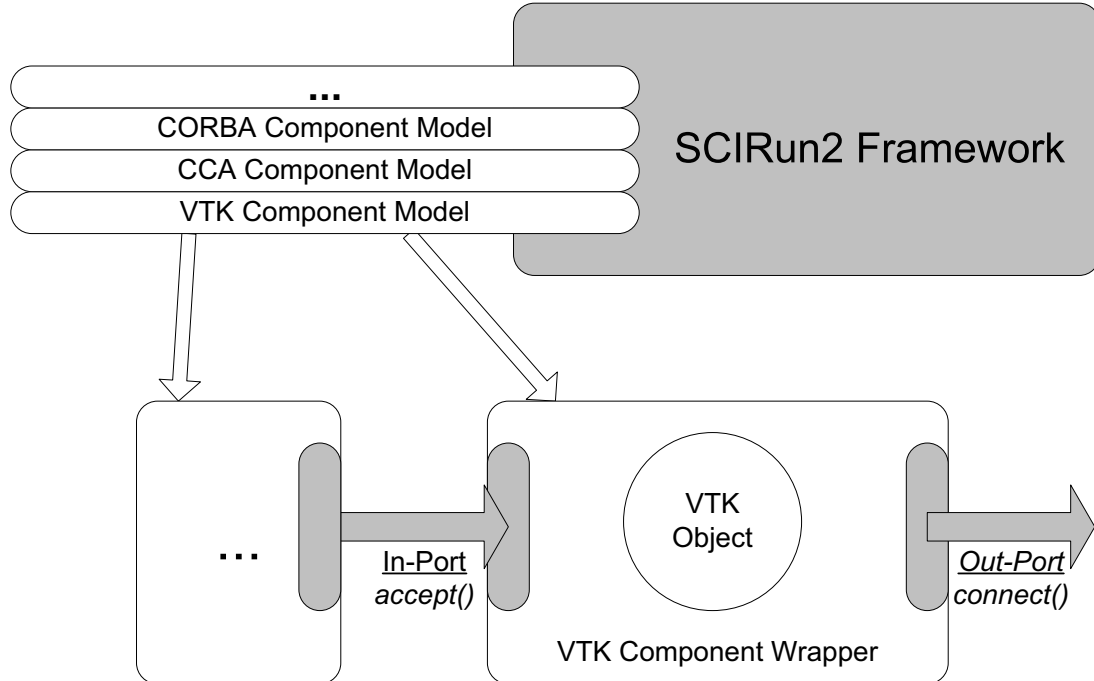 ...
CORBA Component Model
CCA Component Model
VTK Component Model
SCIRun2 Framework
...
In-Port
accept()
VTK
Object
VTK Component Wrapper
Out-Port
connect()